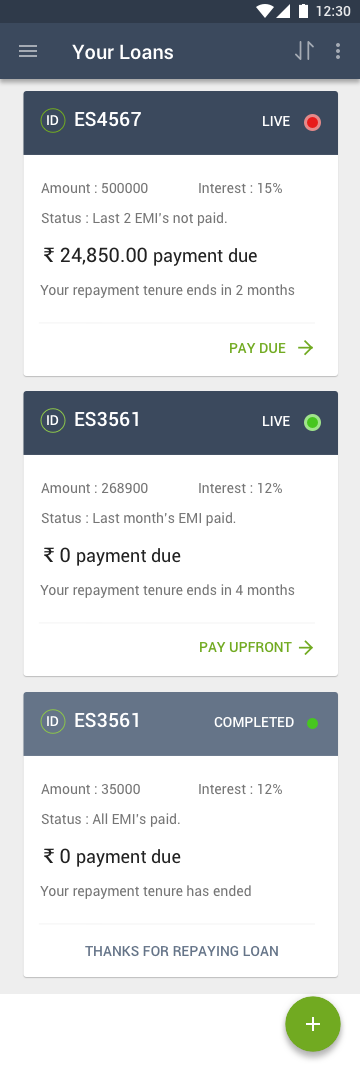 12:30
Your Loans
ID ES4567 LIVE
Amount : 500000 Interest : 15%
Status : Last 2 EMI's not paid.
₹ 24,850.00 payment due
Your repayment tenure ends in 2 months
PAY DUE
ID ES3561 LIVE
Amount : 268900 Interest : 12%
Status : Last month's EMI paid.
₹ 0 payment due
Your repayment tenure ends in 4 months
PAY UPFRONT
ID ES3561 COMPLETED
Amount : 35000 Interest : 12%
Status : All EMI's paid.
₹ 0 payment due
Your repayment tenure has ended
THANKS FOR REPAYING LOAN